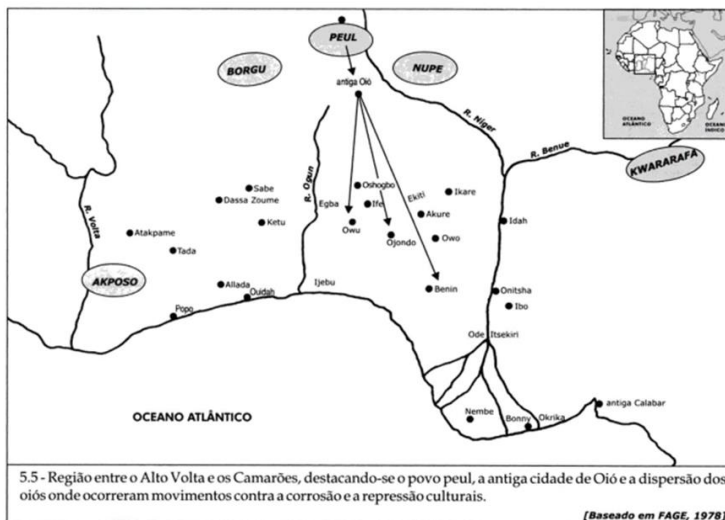 PEUL
BORGU
NUPE
antiga Oió
R. Niger
R. Benue
KWARARAFÁ
OCEANO
ATLÂNTICO
OCEANO
ÍNDICO
R. Volta
R. Ogun
Sabe
Dassa Zoume
Ketu
Atakpame
Tada
AKPOSO
Allada
Ouidah
Popo
Oshogbo
Egba
Ife
Owu
Ojondo
Ekiti
Ikare
Akure
Owo
Idah
Ijebu
Benin
Onitsha
Ibo
Ode Itsekiri
OCEANO ATLÂNTICO
Nembe
Bonny
Okrika
antiga Calabar
5.5 - Região entre o Alto Volta e os Camarões, destacando-se o povo peul, a antiga cidade de Oió e a dispersão dos
oiós onde ocorreram movimentos contra a corrosão e a repressão culturais.
[Baseado em FAGE, 1978]